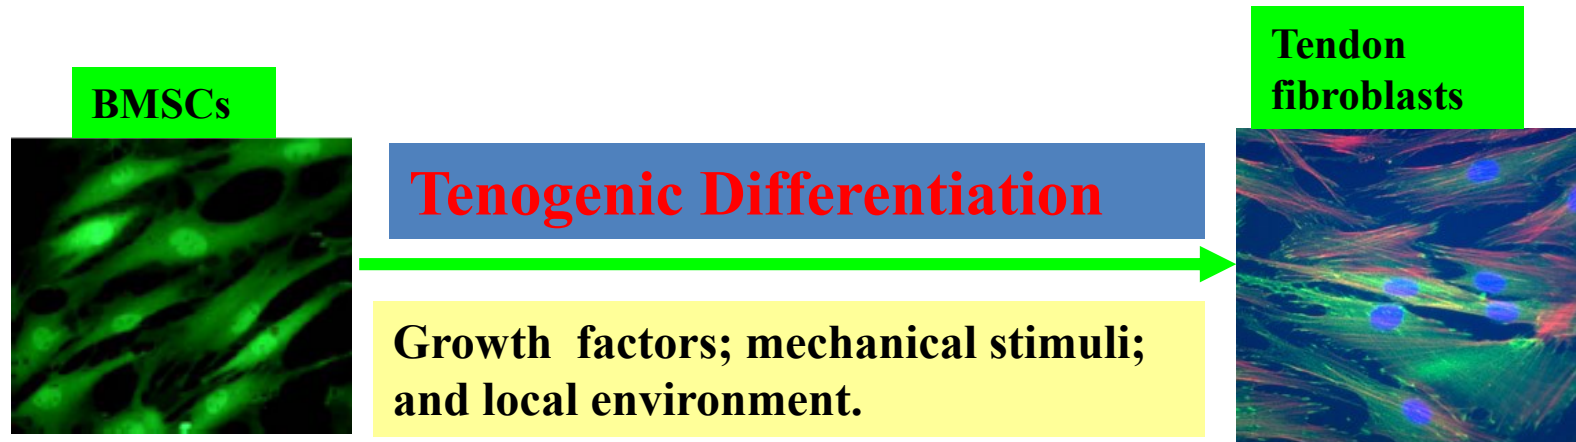 BMSCs
Tendon
fibroblasts
Tenogenic Differentiation
Growth  factors; mechanical stimuli;
and local environment.